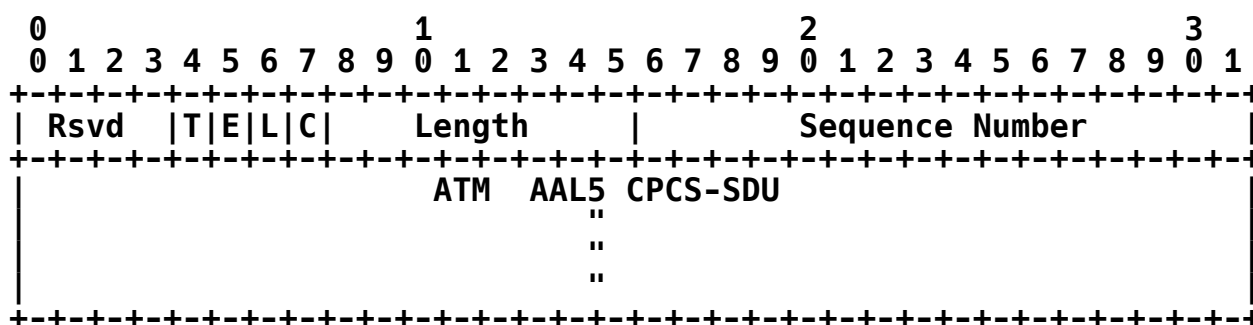 0                   1                   2                   3
 0 1 2 3 4 5 6 7 8 9 0 1 2 3 4 5 6 7 8 9 0 1 2 3 4 5 6 7 8 9 0 1
+-+-+-+-+-+-+-+-+-+-+-+-+-+-+-+-+-+-+-+-+-+-+-+-+-+-+-+-+-+-+-+-+
| Rsvd  |T|E|L|C|    Length     |        Sequence Number        |
+-+-+-+-+-+-+-+-+-+-+-+-+-+-+-+-+-+-+-+-+-+-+-+-+-+-+-+-+-+-+-+-+
|                     ATM  AAL5 CPCS-SDU                        |
|                             "                                 |
|                             "                                 |
|                             "                                 |
+-+-+-+-+-+-+-+-+-+-+-+-+-+-+-+-+-+-+-+-+-+-+-+-+-+-+-+-+-+-+-+-+